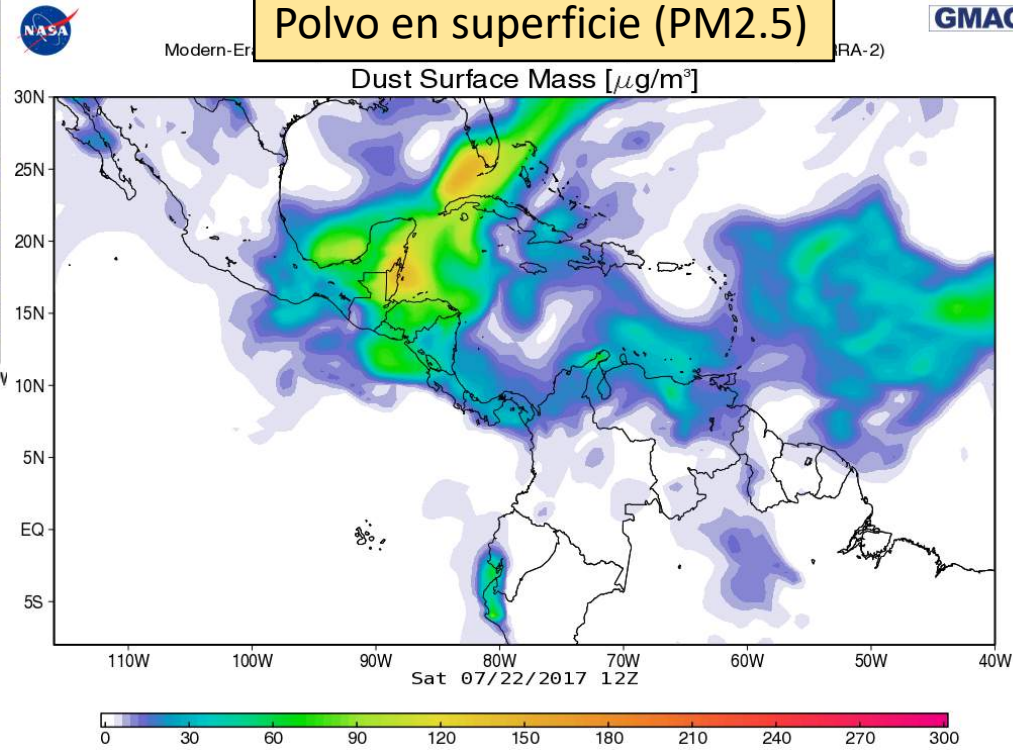 NASA
Polvo en superficie (PM2.5)
GMAO
Modern-Era RRA-2)
Dust Surface Mass [μg/m³]
30N
25N
20N
15N
10N
5N
EQ
5S
110W 100W 90W 80W 70W 60W 50W 40W
Sat 07/22/2017 12Z
0 30 60 90 120 150 180 210 240 270 300